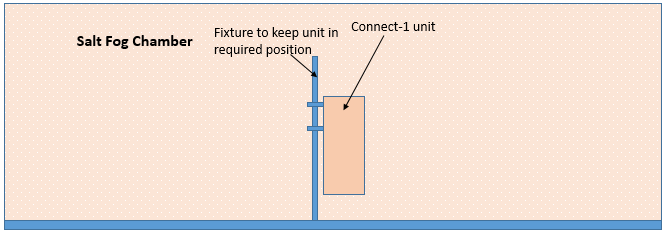 Salt Fog Chamber
Fixture to keep unit in
required position
Connect-1 unit